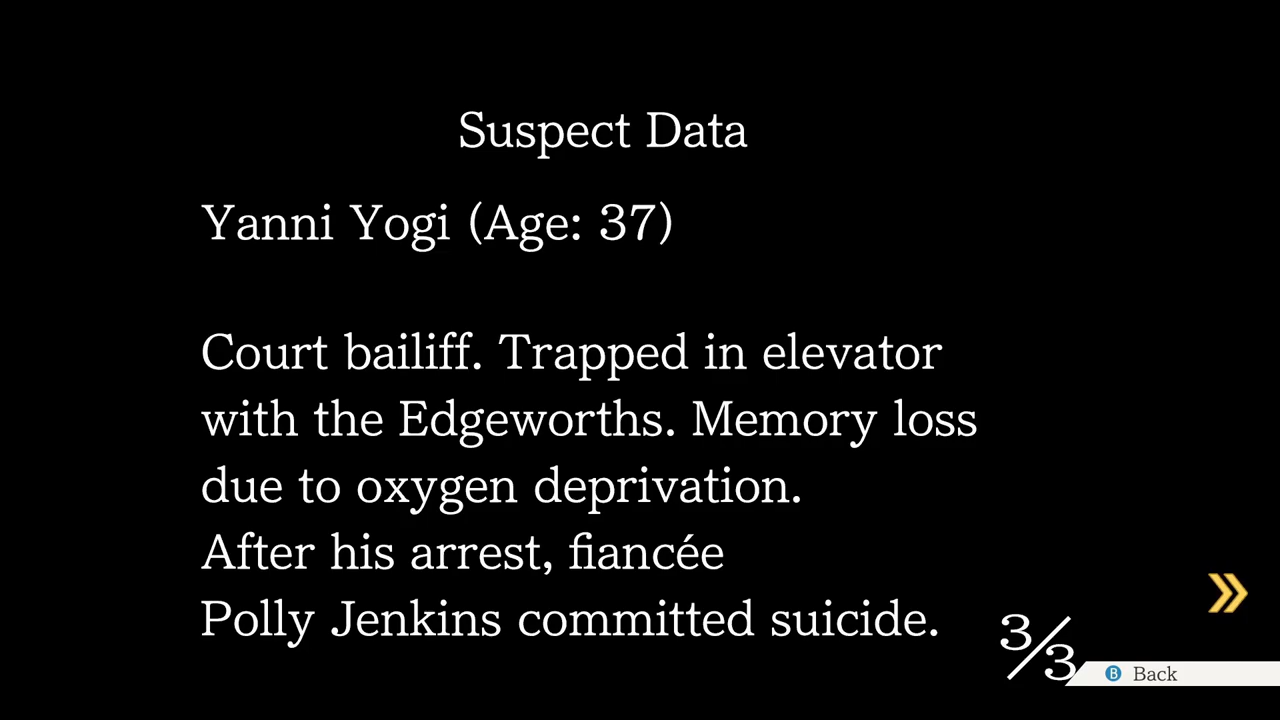 Suspect Data
Yanni Yogi (Age: 37)
Court bailiff. Trapped in elevator
with the Edgeworths. Memory loss
due to oxygen deprivation.
After his arrest, fiancée
Polly Jenkins committed suicide.
3/3
B Back